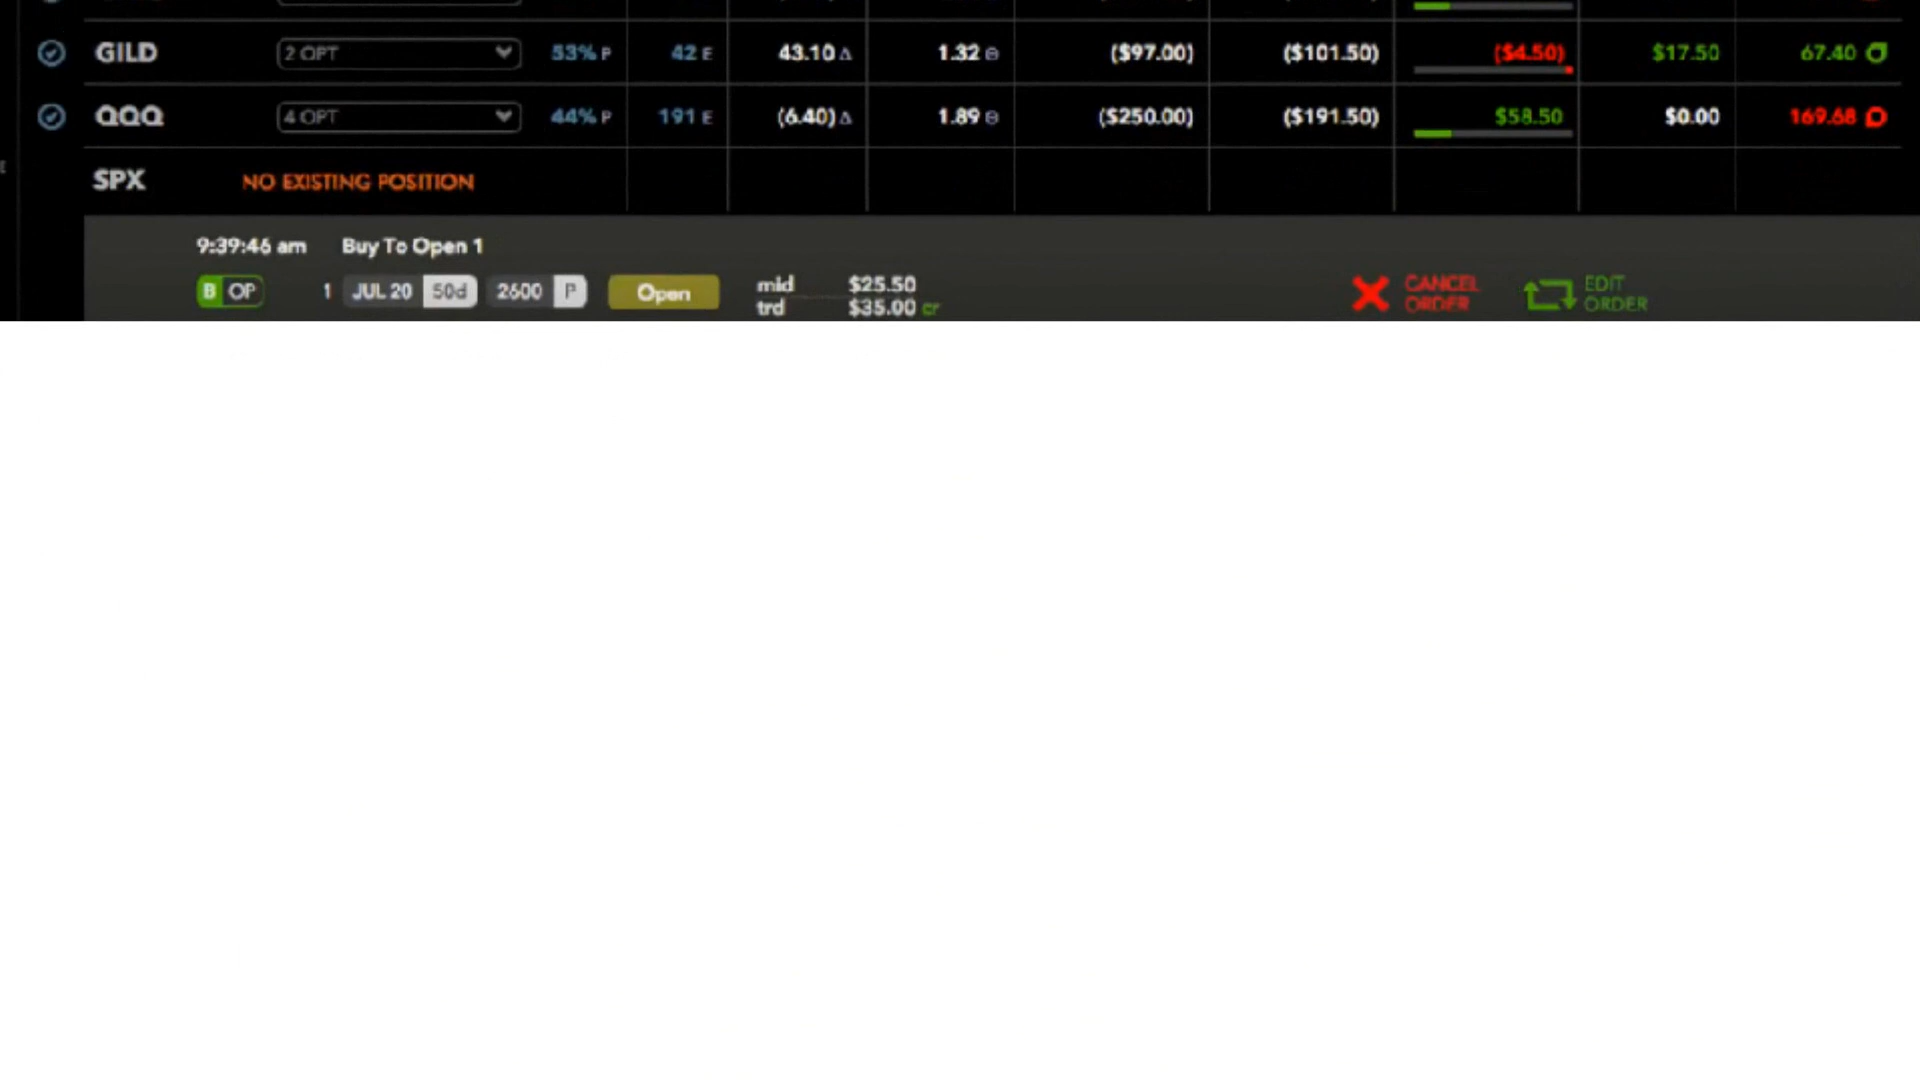 GILD 2 OPT 53% P 42 E 43.10 Δ 1.32 Θ ($97.00) ($101.50) ($4.50) $17.50 67.40
QQQ 4 OPT 44% P 191 E (6.40) Δ 1.89 Θ ($250.00) ($191.50) $58.50 $0.00 169.68
SPX NO EXISTING POSITION
9:39:46 am Buy To Open 1
B OP 1 JUL 20 50d 2600 P Open mid $25.50 CANCEL EDIT
trd $35.00 cr ORDER ORDER